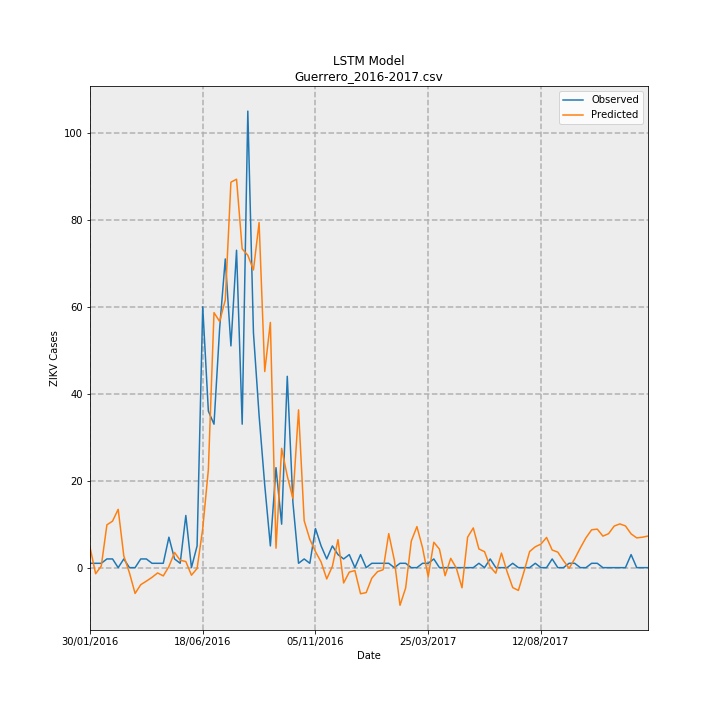 LSTM Model
Guerrero_2016-2017.csv
Observed
Predicted
100
80
60
40
20
0
ZIKV Cases
30/01/2016
18/06/2016
05/11/2016
25/03/2017
12/08/2017
Date